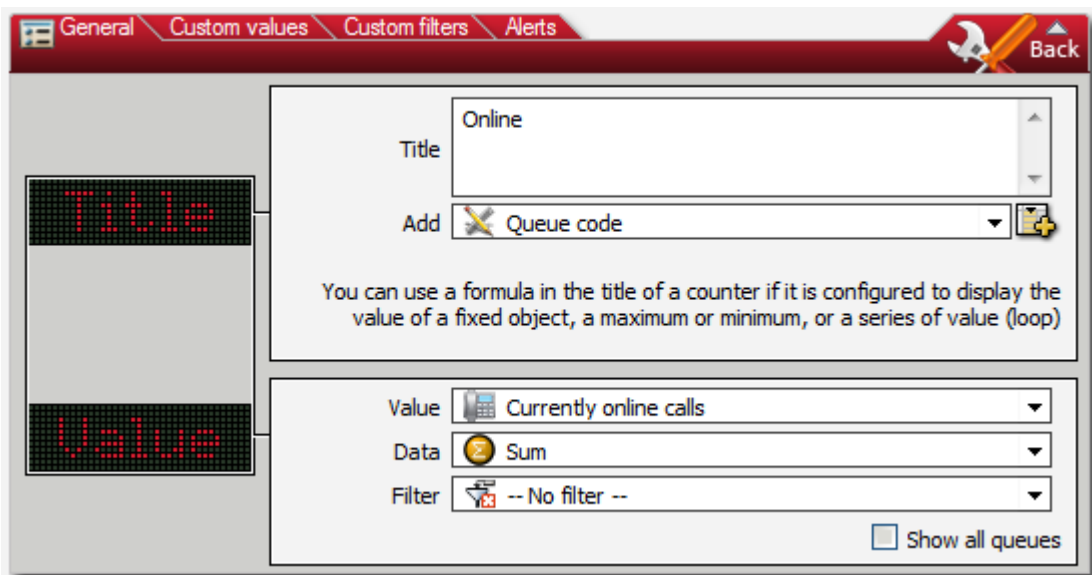 General Custom values Custom filters Alerts
Back
Title
Online
Add Queue code
You can use a formula in the title of a counter if it is configured to display the
value of a fixed object, a maximum or minimum, or a series of value (loop)
Title
Value
Value Currently online calls
Data Sum
Filter -- No filter --
Show all queues